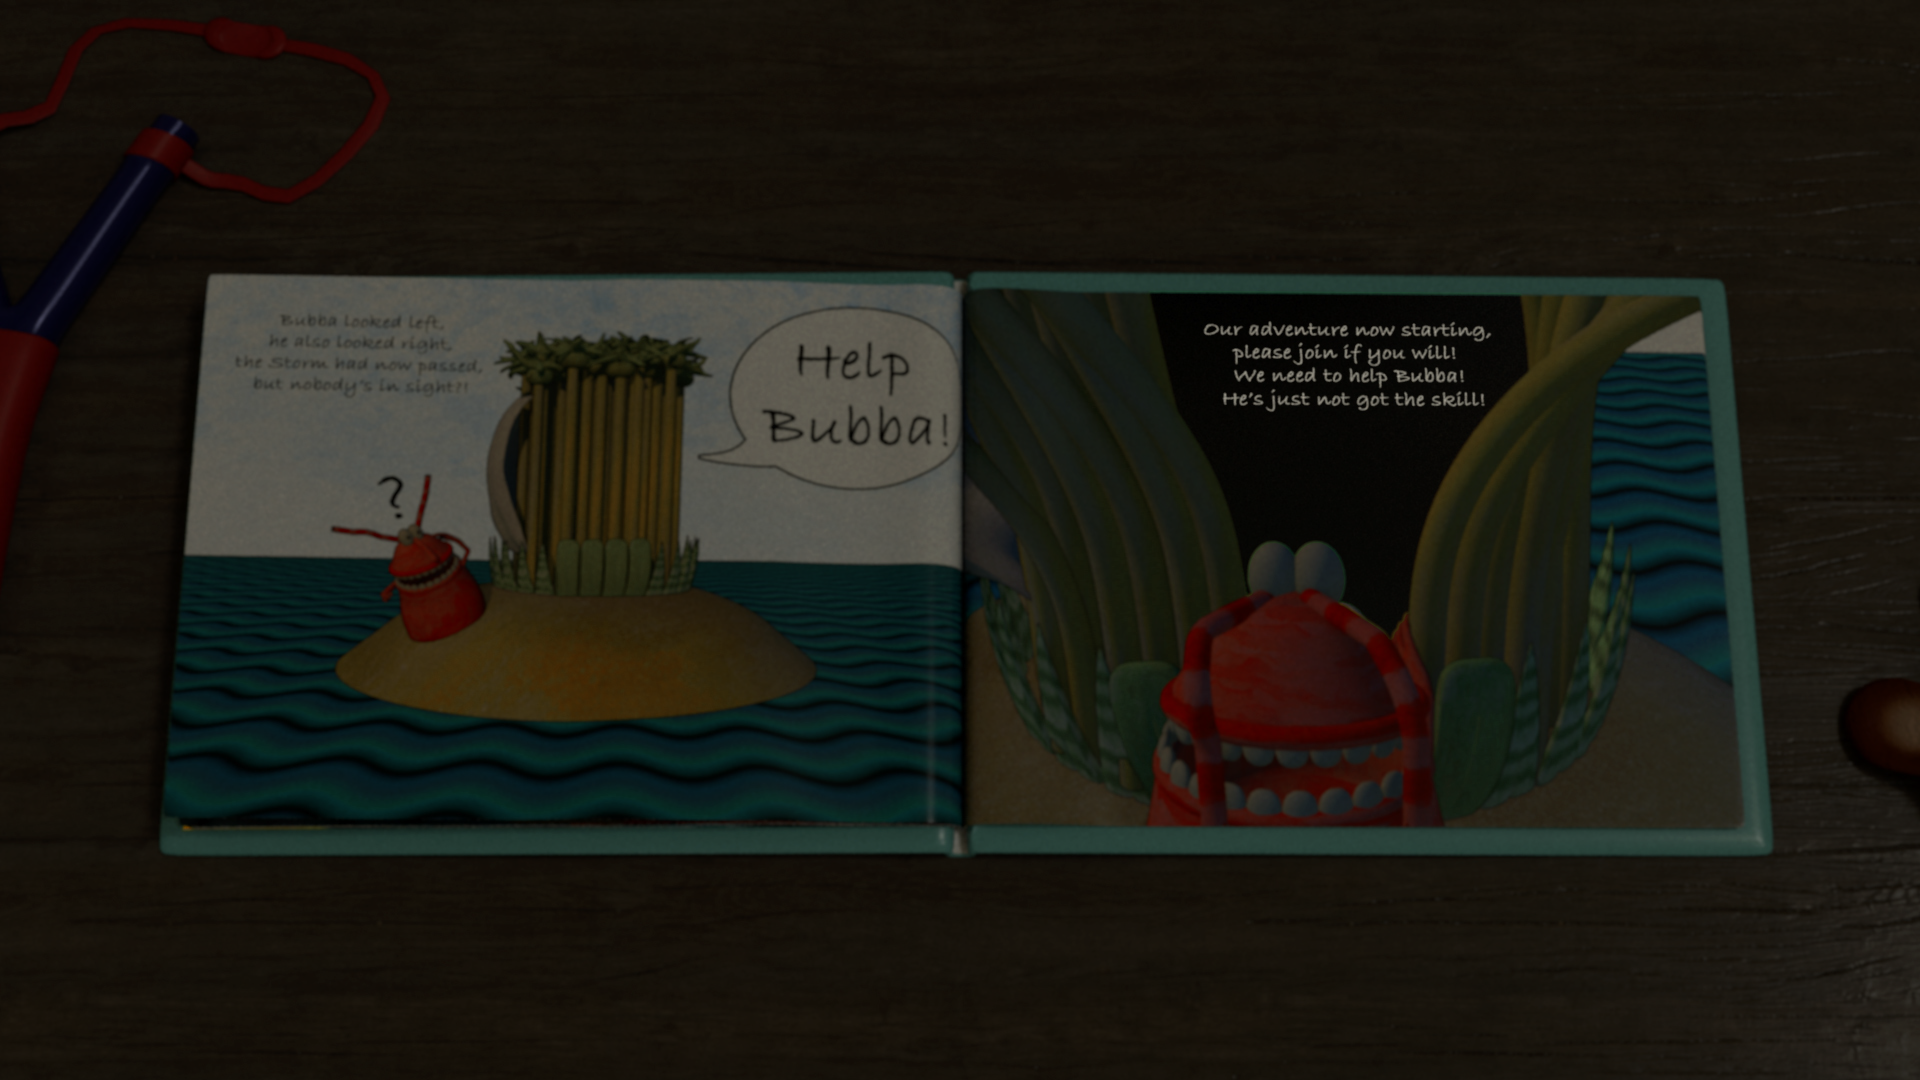 Bubba looked left,
he also looked right,
the Storm had now passed,
but nobody's in sight?!
?
Help
Bubba!
Our adventure now starting,
please join if you will!
We need to help Bubba!
He's just not got the skill!